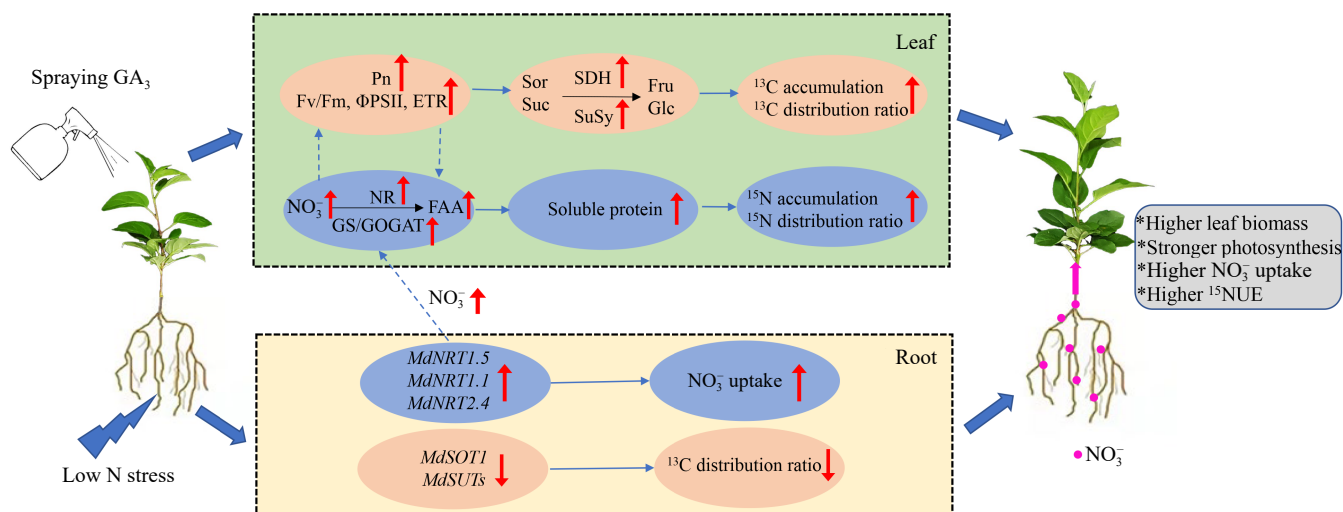 Spraying GA₃
Low N stress
Leaf
Pn
Fv/Fm, ΦPSII, ETR
Sor
Suc
SDH
SuSy
Fru
Glc
¹³C accumulation
¹³C distribution ratio
NO₃⁻
NR
GS/GOGAT
FAA
Soluble protein
¹⁵N accumulation
¹⁵N distribution ratio
NO₃⁻
Root
MdNRT1.5
MdNRT1.1
MdNRT2.4
NO₃⁻ uptake
MdSOT1
MdSUTs
¹³C distribution ratio
*Higher leaf biomass
*Stronger photosynthesis
*Higher NO₃⁻ uptake
*Higher ¹⁵NUE
NO₃⁻